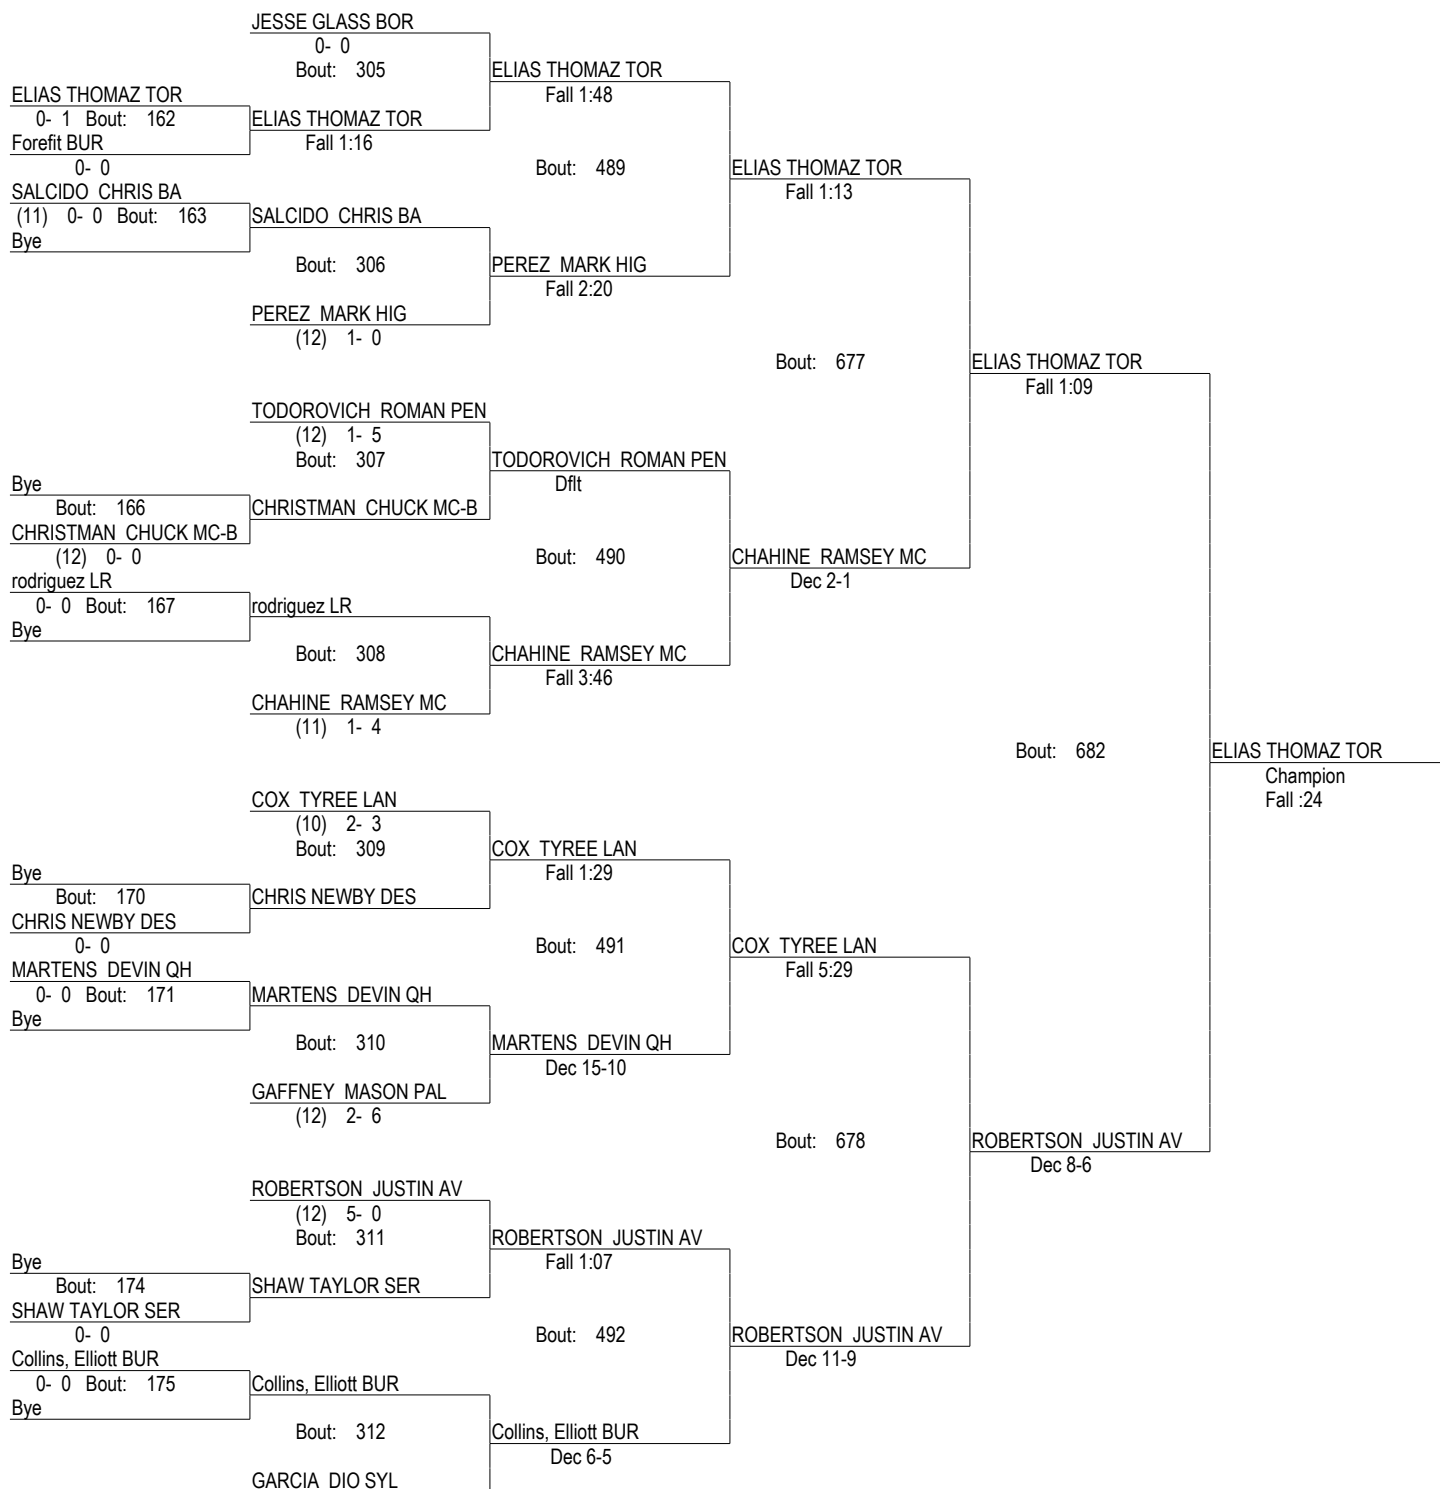 JESSE GLASS BOR
0- 0
Bout: 305
ELIAS THOMAZ TOR
Fall 1:48
ELIAS THOMAZ TOR
0- 1 Bout: 162
ELIAS THOMAZ TOR
Fall 1:16
Forefit BUR
0- 0
Bout: 489
ELIAS THOMAZ TOR
Fall 1:13
SALCIDO CHRIS BA
(11) 0- 0 Bout: 163
SALCIDO CHRIS BA
Bye
Bout: 306
PEREZ MARK HIG
Fall 2:20
PEREZ MARK HIG
(12) 1- 0
Bout: 677
ELIAS THOMAZ TOR
Fall 1:09
TODOROVICH ROMAN PEN
(12) 1- 5
Bout: 307
TODOROVICH ROMAN PEN
Dflt
Bye
Bout: 166
CHRISTMAN CHUCK MC-B
CHRISTMAN CHUCK MC-B
(12) 0- 0
Bout: 490
CHAHINE RAMSEY MC
Dec 2-1
rodriguez LR
0- 0 Bout: 167
rodriguez LR
Bye
Bout: 308
CHAHINE RAMSEY MC
Fall 3:46
CHAHINE RAMSEY MC
(11) 1- 4
Bout: 682
ELIAS THOMAZ TOR
Champion
Fall :24
COX TYREE LAN
(10) 2- 3
Bout: 309
COX TYREE LAN
Fall 1:29
Bye
Bout: 170
CHRIS NEWBY DES
CHRIS NEWBY DES
0- 0
Bout: 491
COX TYREE LAN
Fall 5:29
MARTENS DEVIN QH
0- 0 Bout: 171
MARTENS DEVIN QH
Bye
Bout: 310
MARTENS DEVIN QH
Dec 15-10
GAFFNEY MASON PAL
(12) 2- 6
Bout: 678
ROBERTSON JUSTIN AV
Dec 8-6
ROBERTSON JUSTIN AV
(12) 5- 0
Bout: 311
ROBERTSON JUSTIN AV
Fall 1:07
Bye
Bout: 174
SHAW TAYLOR SER
SHAW TAYLOR SER
0- 0
Bout: 492
ROBERTSON JUSTIN AV
Dec 11-9
Collins, Elliott BUR
0- 0 Bout: 175
Collins, Elliott BUR
Bye
Bout: 312
Collins, Elliott BUR
Dec 6-5
GARCIA DIO SYL